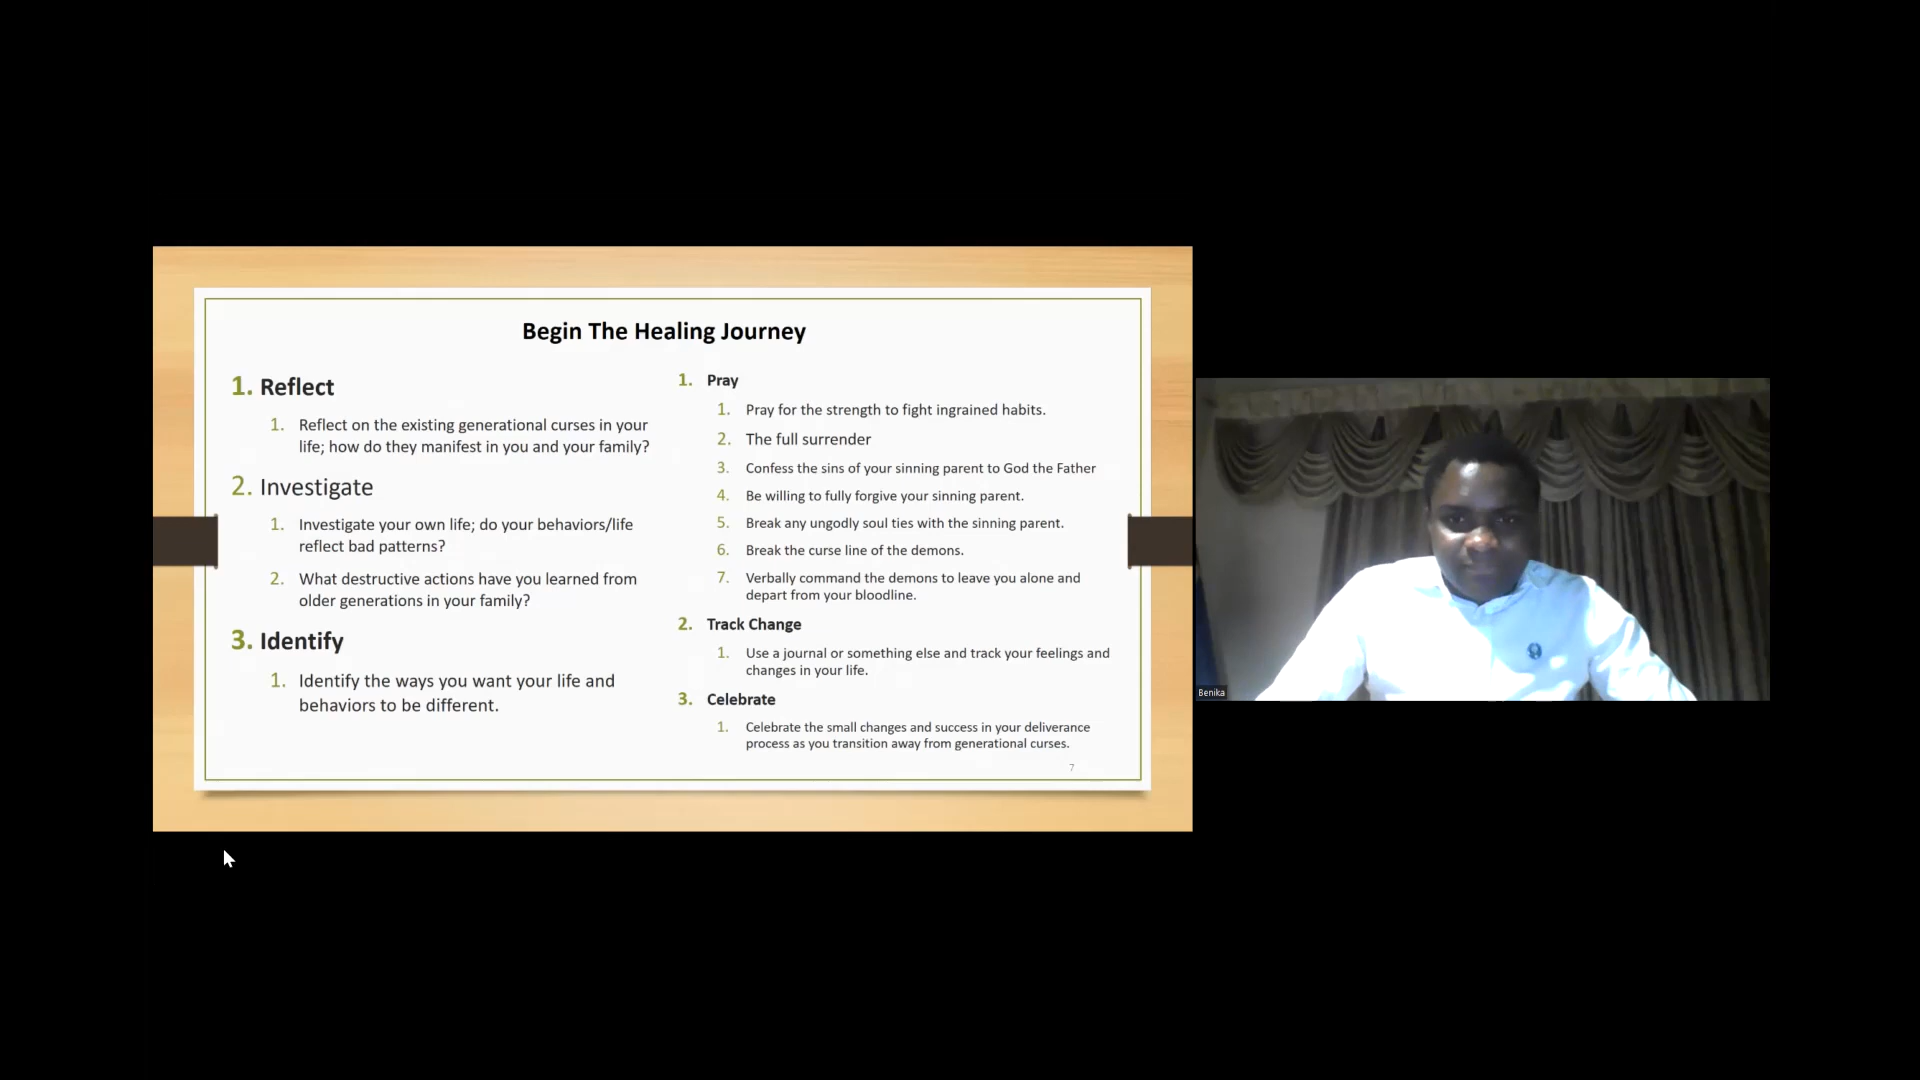 Begin The Healing Journey
1. Reflect
1. Reflect on the existing generational curses in your
life; how do they manifest in you and your family?
2. Investigate
1. Investigate your own life; do your behaviors/life
reflect bad patterns?
2. What destructive actions have you learned from
older generations in your family?
3. Identify
1. Identify the ways you want your life and
behaviors to be different.
1. Pray
1. Pray for the strength to fight ingrained habits.
2. The full surrender
3. Confess the sins of your sinning parent to God the Father
4. Be willing to fully forgive your sinning parent.
5. Break any ungodly soul ties with the sinning parent.
6. Break the curse line of the demons.
7. Verbally command the demons to leave you alone and
depart from your bloodline.
2. Track Change
1. Use a journal or something else and track your feelings and
changes in your life.
3. Celebrate
1. Celebrate the small changes and success in your deliverance
process as you transition away from generational curses.
7
Benika